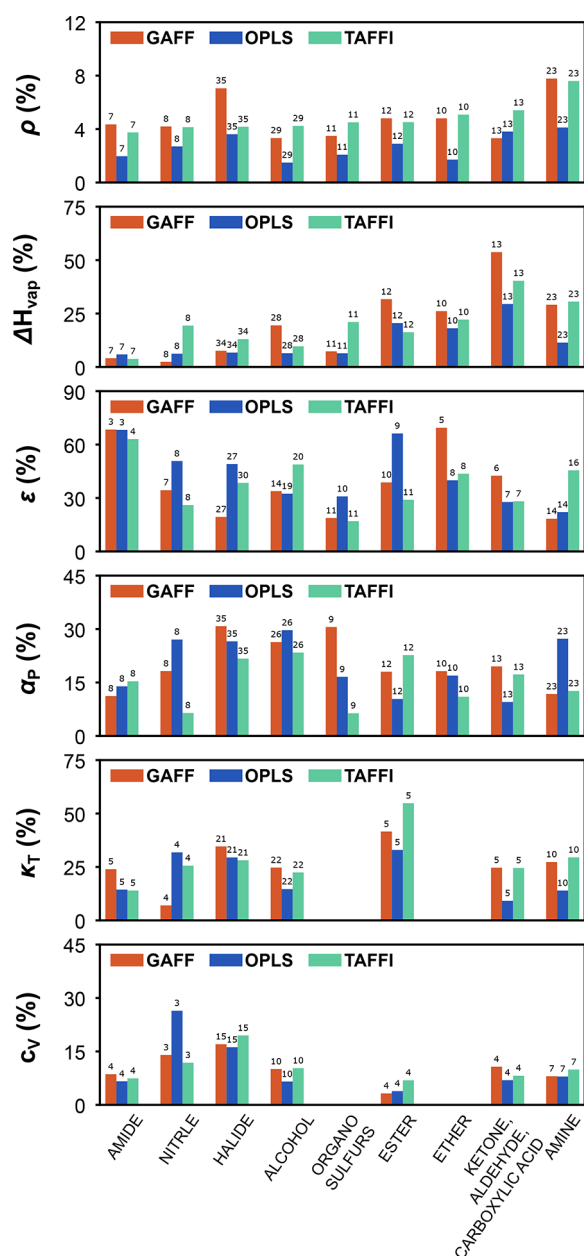 12
8
4
0
ρ (%)
GAFF OPLS TAFFI
7 7 7
8 8 8
35 35 35
29 29 29
11 11 11
12 12 12
10 10 10
13 13 13
23 23 23
75
50
25
0
ΔHvap (%)
GAFF OPLS TAFFI
7 7 7
8 8 8
34 34 34
28 28 28
11 11 11
12 12 12
10 10 10
13 13 13
23 23 23
90
60
30
0
ε (%)
GAFF OPLS TAFFI
3 3 4
7 8 8
27 27 30
14 19 20
11 10 11
10 9 11
5 8 8
6 7 7
14 14 16
45
30
15
0
αP (%)
GAFF OPLS TAFFI
8 8 8
8 8 8
35 35 35
26 26 26
9 9 9
12 12 12
10 10 10
13 13 13
23 23 23
75
50
25
0
κT (%)
GAFF OPLS TAFFI
5 5 5
4 4 4
21 21 21
22 22 22
5 5 5
5 5 5
10 10 10
45
30
15
0
cV (%)
GAFF OPLS TAFFI
4 4 4
3 3 3
15 15 15
10 10 10
4 4 4
4 4 4
7 7 7
AMIDE
NITRLE
HALIDE
ALCOHOL
ORGANO
SULFURS
ESTER
ETHER
KETONE,
ALDEHYDE,
CARBOXYLIC ACID
AMINE